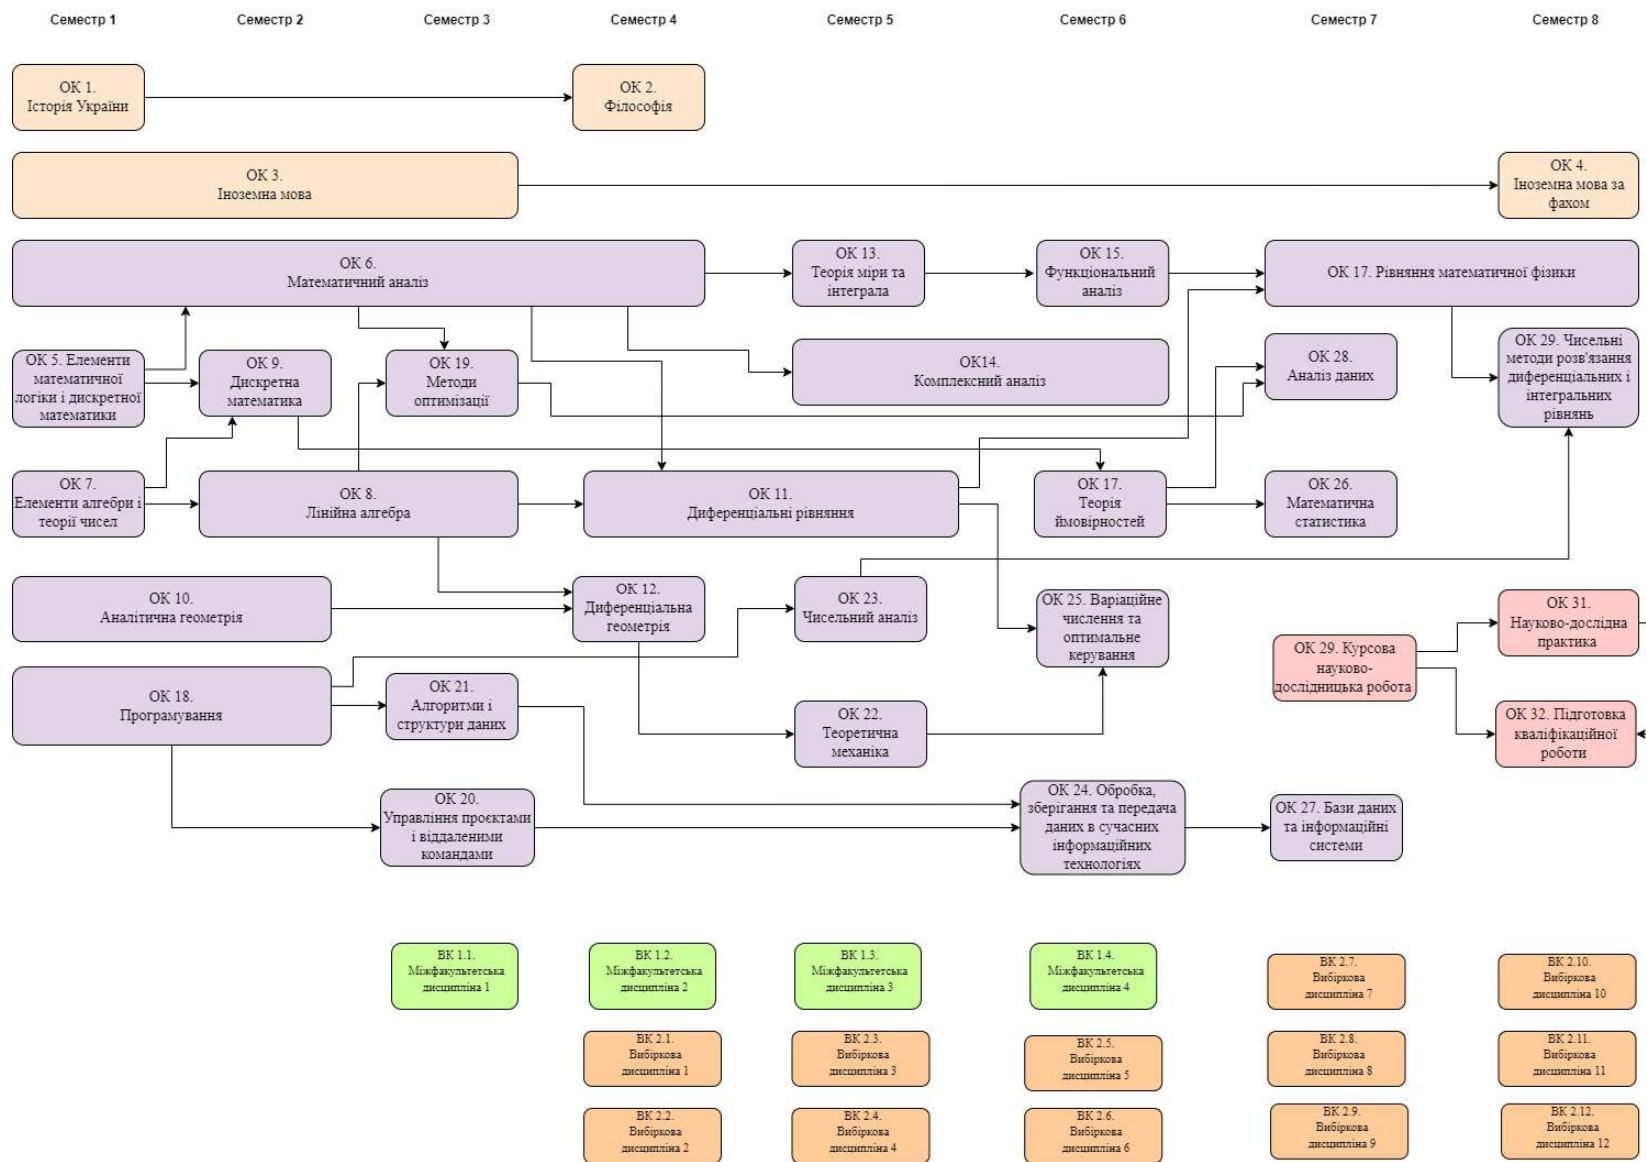 Семестр 1
Семестр 2
Семестр 3
Семестр 4
Семестр 5
Семестр 6
Семестр 7
Семестр 8
ОК 1.
Історія України
ОК 2.
Філософія
ОК 3.
Іноземна мова
ОК 4.
Іноземна мова за
фахом
ОК 6.
Математичний аналіз
ОК 13.
Теорія міри та
інтеграла
ОК 15.
Функціональний
аналіз
ОК 17. Рівняння математичної фізики
ОК 5. Елементи
математичної
логіки і дискретної
математики
ОК 9.
Дискретна
математика
ОК 19.
Методи
оптимізації
ОК14.
Комплексний аналіз
ОК 28.
Аналіз даних
ОК 29. Чисельні
методи розв'язання
диференціальних і
інтегральних
рівнянь
ОК 7.
Елементи алгебри і
теорії чисел
ОК 8.
Лінійна алгебра
ОК 11.
Диференціальні рівняння
ОК 17.
Теорія
ймовірностей
ОК 26.
Математична
статистика
ОК 10.
Аналітична геометрія
ОК 12.
Диференціальна
геометрія
ОК 23.
Чисельний аналіз
ОК 25. Варіаційне
числення та
оптимальне
керування
ОК 31.
Науково-дослідна
практика
ОК 29. Курсова
науково-
дослідницька робота
ОК 18.
Програмування
ОК 21.
Алгоритми і
структури даних
ОК 22.
Теоретична
механіка
ОК 32. Підготовка
кваліфікаційної
роботи
ОК 20.
Управління проєктами
і віддаленими
командами
ОК 24. Обробка,
зберігання та передача
даних в сучасних
інформаційних
технологіях
ОК 27. Бази даних
та інформаційні
системи
ВК 1.1.
Міжфакультетська
дисципліна 1
ВК 1.2.
Міжфакультетська
дисципліна 2
ВК 1.3.
Міжфакультетська
дисципліна 3
ВК 1.4.
Міжфакультетська
дисципліна 4
ВК 2.7.
Вибіркова
дисципліна 7
ВК 2.10.
Вибіркова
дисципліна 10
ВК 2.1.
Вибіркова
дисципліна 1
ВК 2.3.
Вибіркова
дисципліна 3
ВК 2.5.
Вибіркова
дисципліна 5
ВК 2.8.
Вибіркова
дисципліна 8
ВК 2.11.
Вибіркова
дисципліна 11
ВК 2.2.
Вибіркова
дисципліна 2
ВК 2.4.
Вибіркова
дисципліна 4
ВК 2.6.
Вибіркова
дисципліна 6
ВК 2.9.
Вибіркова
дисципліна 9
ВК 2.12.
Вибіркова
дисципліна 12